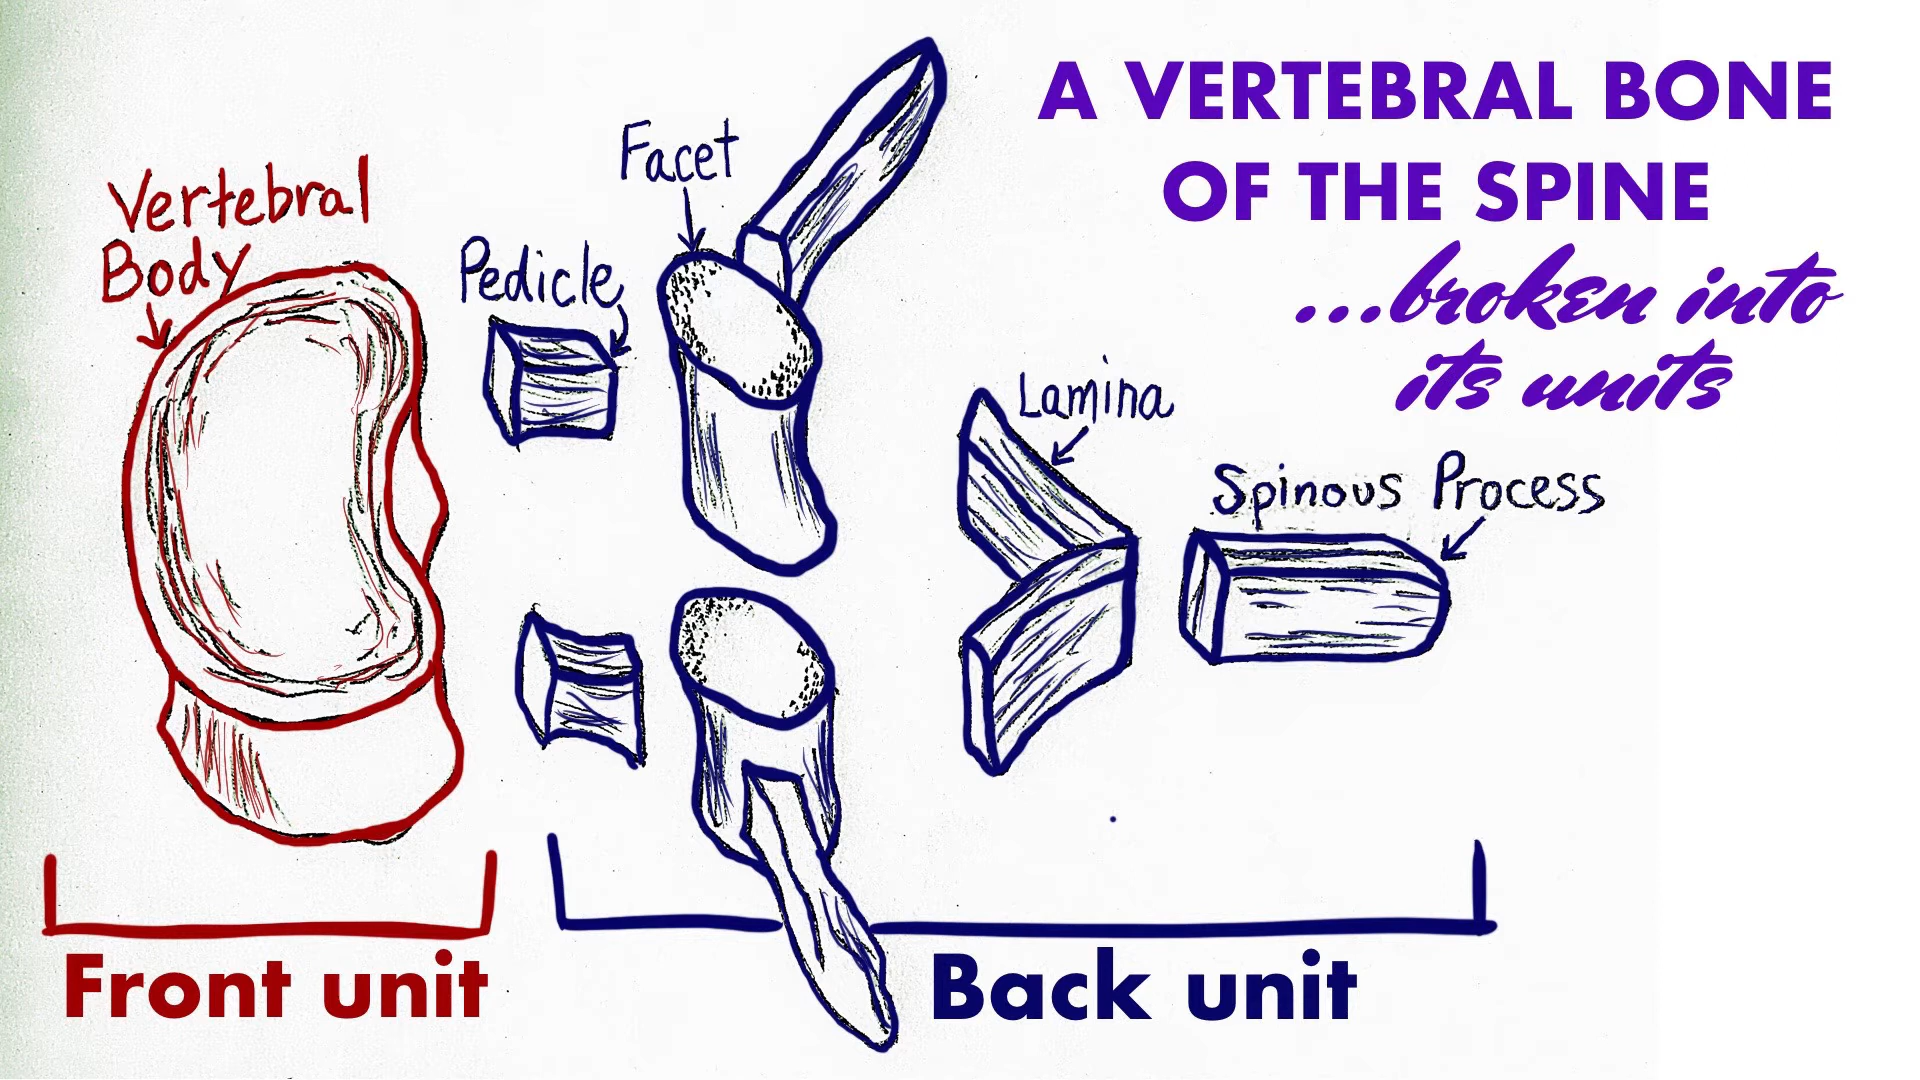 A VERTEBRAL BONE
OF THE SPINE
...broken into
its units
Vertebral
Body
Pedicle
Facet
Lamina
Spinous Process
Front unit
Back unit